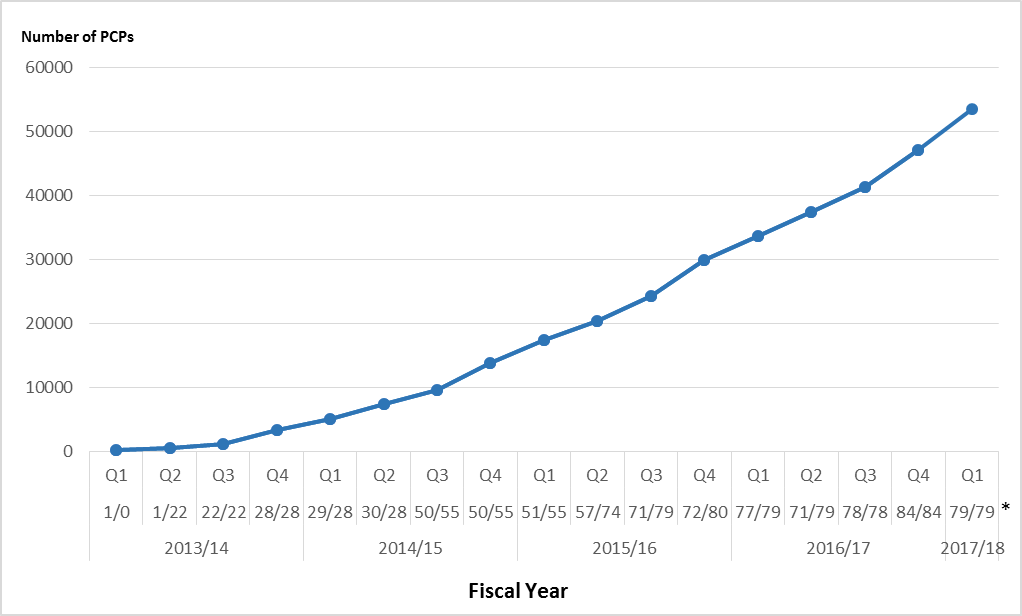 Number of PCPs
60000
50000
40000
30000
20000
10000
0
Q1 Q2 Q3 Q4 Q1 Q2 Q3 Q4 Q1 Q2 Q3 Q4 Q1 Q2 Q3 Q4 Q1
1/0 1/22 22/22 28/28 29/28 30/28 50/55 50/55 51/55 57/74 71/79 72/80 77/79 71/79 78/78 84/84 79/79 *
2013/14 2014/15 2015/16 2016/17 2017/18
Fiscal Year